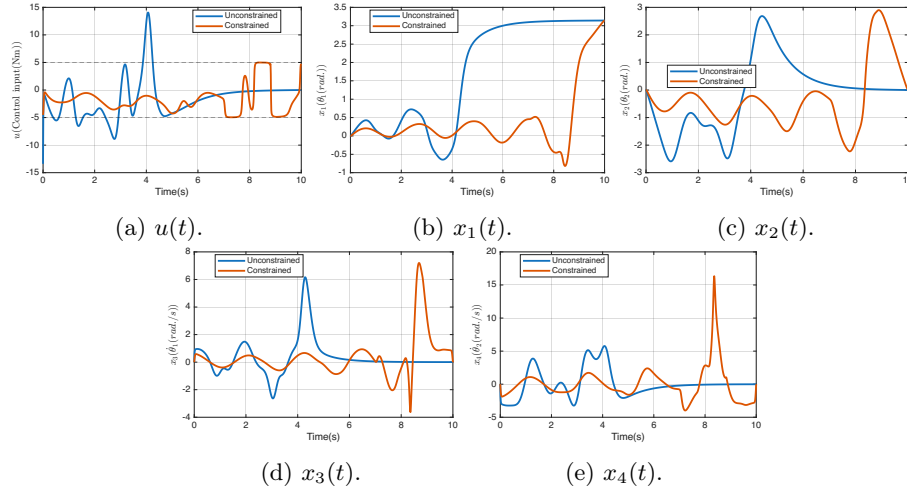 15
10
5
0
-5
-10
-15
0 2 4 6 8 10
Time(s)
u(Control input(Nm))
Unconstrained
Constrained
(a) u(t).
3.5
3
2.5
2
1.5
1
0.5
0
-0.5
-1
0 2 4 6 8 10
Time(s)
x₁(θ₁(rad.))
Unconstrained
Constrained
(b) x₁(t).
3
2
1
0
-1
-2
-3
0 2 4 6 8 10
Time(s)
Unconstrained
Constrained
(c) x₂(t).
8
6
4
2
0
-2
-4
0 2 4 6 8 10
Time(s)
x₃(θ̇₁(rad./s))
Unconstrained
Constrained
(d) x₃(t).
20
15
10
5
0
-5
0 2 4 6 8 10
Time(s)
x₄(θ̇₂(rad./s))
Unconstrained
Constrained
(e) x₄(t).